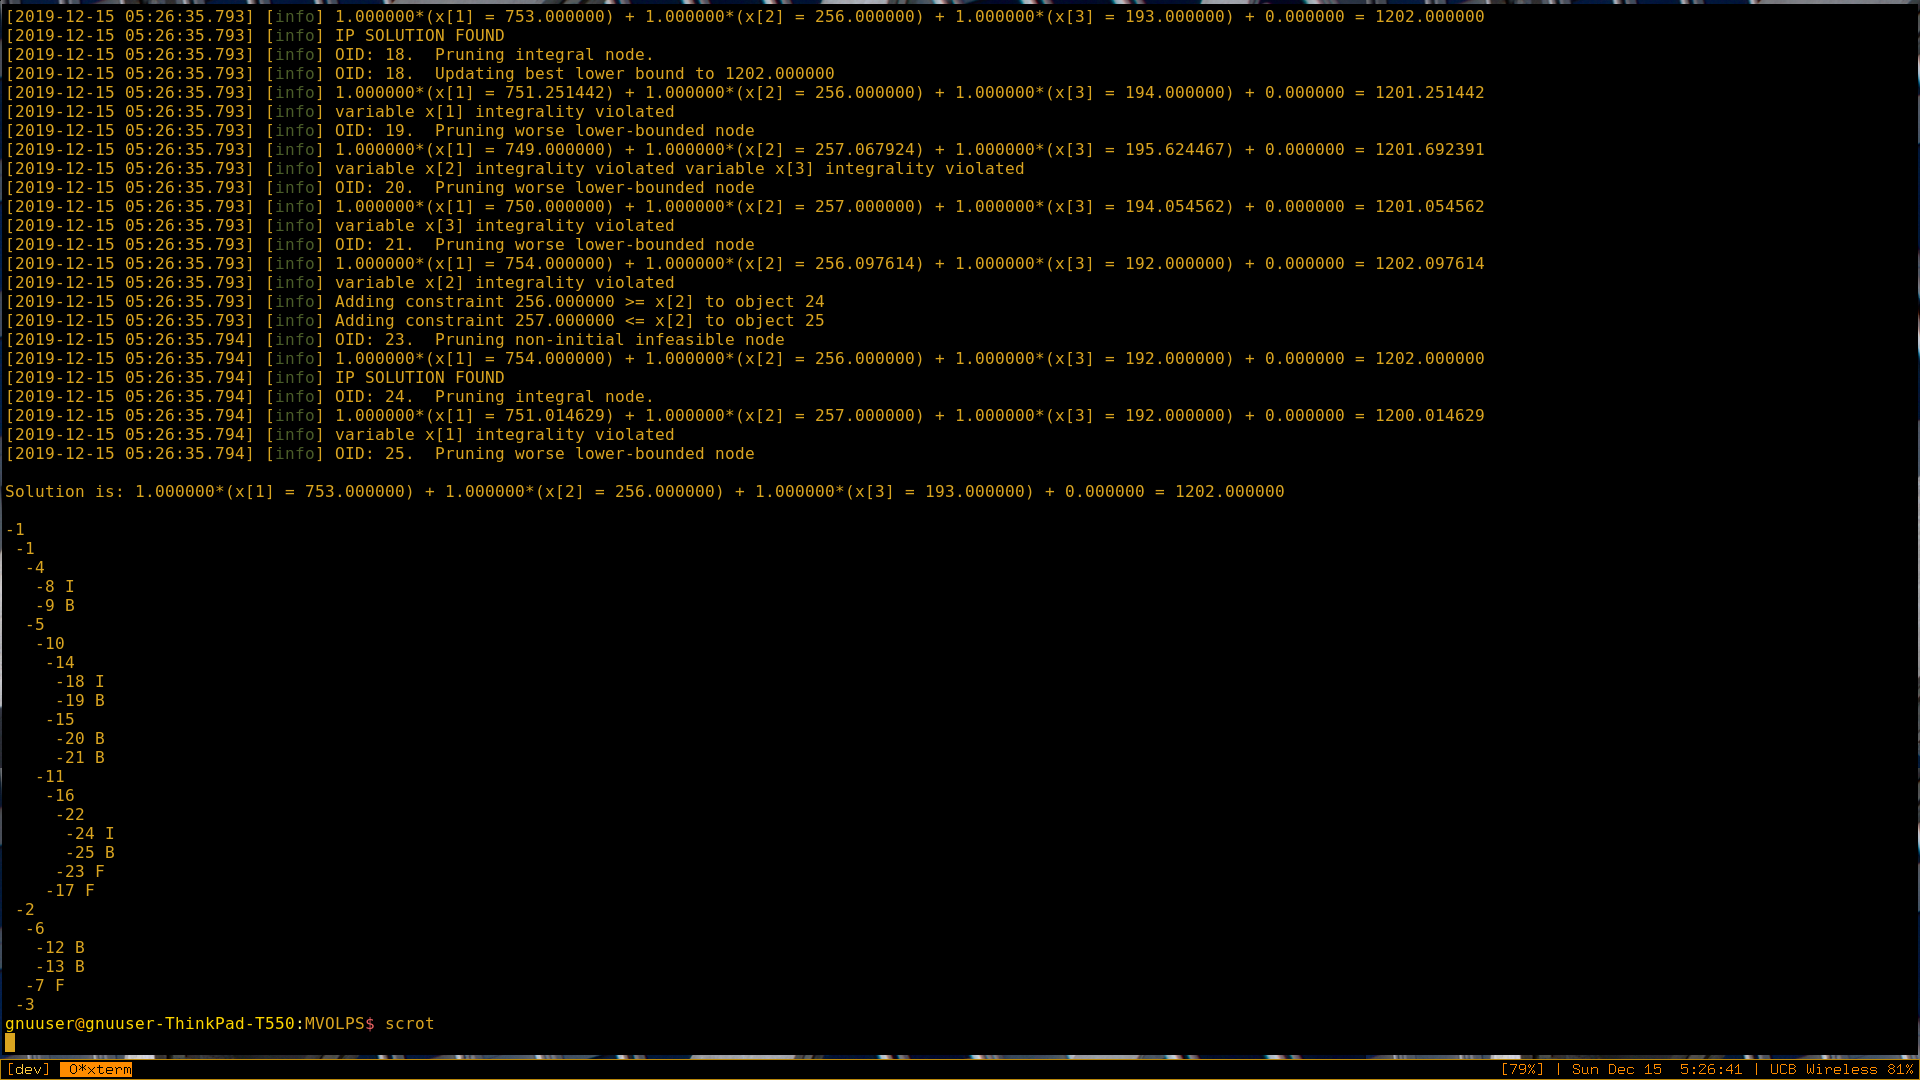 [2019-12-15 05:26:35.793] [info] 1.000000*(x[1] = 753.000000) + 1.000000*(x[2] = 256.000000) + 1.000000*(x[3] = 193.000000) + 0.000000 = 1202.000000
[2019-12-15 05:26:35.793] [info] IP SOLUTION FOUND
[2019-12-15 05:26:35.793] [info] OID: 18.  Pruning integral node.
[2019-12-15 05:26:35.793] [info] OID: 18.  Updating best lower bound to 1202.000000
[2019-12-15 05:26:35.793] [info] 1.000000*(x[1] = 751.251442) + 1.000000*(x[2] = 256.000000) + 1.000000*(x[3] = 194.000000) + 0.000000 = 1201.251442
[2019-12-15 05:26:35.793] [info] variable x[1] integrality violated
[2019-12-15 05:26:35.793] [info] OID: 19.  Pruning worse lower-bounded node
[2019-12-15 05:26:35.793] [info] 1.000000*(x[1] = 749.000000) + 1.000000*(x[2] = 257.067924) + 1.000000*(x[3] = 195.624467) + 0.000000 = 1201.692391
[2019-12-15 05:26:35.793] [info] variable x[2] integrality violated variable x[3] integrality violated
[2019-12-15 05:26:35.793] [info] OID: 20.  Pruning worse lower-bounded node
[2019-12-15 05:26:35.793] [info] 1.000000*(x[1] = 750.000000) + 1.000000*(x[2] = 257.000000) + 1.000000*(x[3] = 194.054562) + 0.000000 = 1201.054562
[2019-12-15 05:26:35.793] [info] variable x[3] integrality violated
[2019-12-15 05:26:35.793] [info] OID: 21.  Pruning worse lower-bounded node
[2019-12-15 05:26:35.793] [info] 1.000000*(x[1] = 754.000000) + 1.000000*(x[2] = 256.097614) + 1.000000*(x[3] = 192.000000) + 0.000000 = 1202.097614
[2019-12-15 05:26:35.793] [info] variable x[2] integrality violated
[2019-12-15 05:26:35.793] [info] Adding constraint 256.000000 >= x[2] to object 24
[2019-12-15 05:26:35.793] [info] Adding constraint 257.000000 <= x[2] to object 25
[2019-12-15 05:26:35.794] [info] OID: 23.  Pruning non-initial infeasible node
[2019-12-15 05:26:35.794] [info] 1.000000*(x[1] = 754.000000) + 1.000000*(x[2] = 256.000000) + 1.000000*(x[3] = 192.000000) + 0.000000 = 1202.000000
[2019-12-15 05:26:35.794] [info] IP SOLUTION FOUND
[2019-12-15 05:26:35.794] [info] OID: 24.  Pruning integral node.
[2019-12-15 05:26:35.794] [info] 1.000000*(x[1] = 751.014629) + 1.000000*(x[2] = 257.000000) + 1.000000*(x[3] = 192.000000) + 0.000000 = 1200.014629
[2019-12-15 05:26:35.794] [info] variable x[1] integrality violated
[2019-12-15 05:26:35.794] [info] OID: 25.  Pruning worse lower-bounded node

Solution is: 1.000000*(x[1] = 753.000000) + 1.000000*(x[2] = 256.000000) + 1.000000*(x[3] = 193.000000) + 0.000000 = 1202.000000

-1
 -1
  -4
   -8 I
   -9 B
  -5
   -10
    -14
     -18 I
     -19 B
    -15
     -20 B
     -21 B
   -11
    -16
     -22
      -24 I
      -25 B
     -23 F
    -17 F
 -2
  -6
   -12 B
   -13 B
  -7 F
 -3
gnuuser@gnuuser-ThinkPad-T550:MVOLPS$ scrot
[dev] 0*xterm [79%] | Sun Dec 15  5:26:41 | UCB Wireless 81%